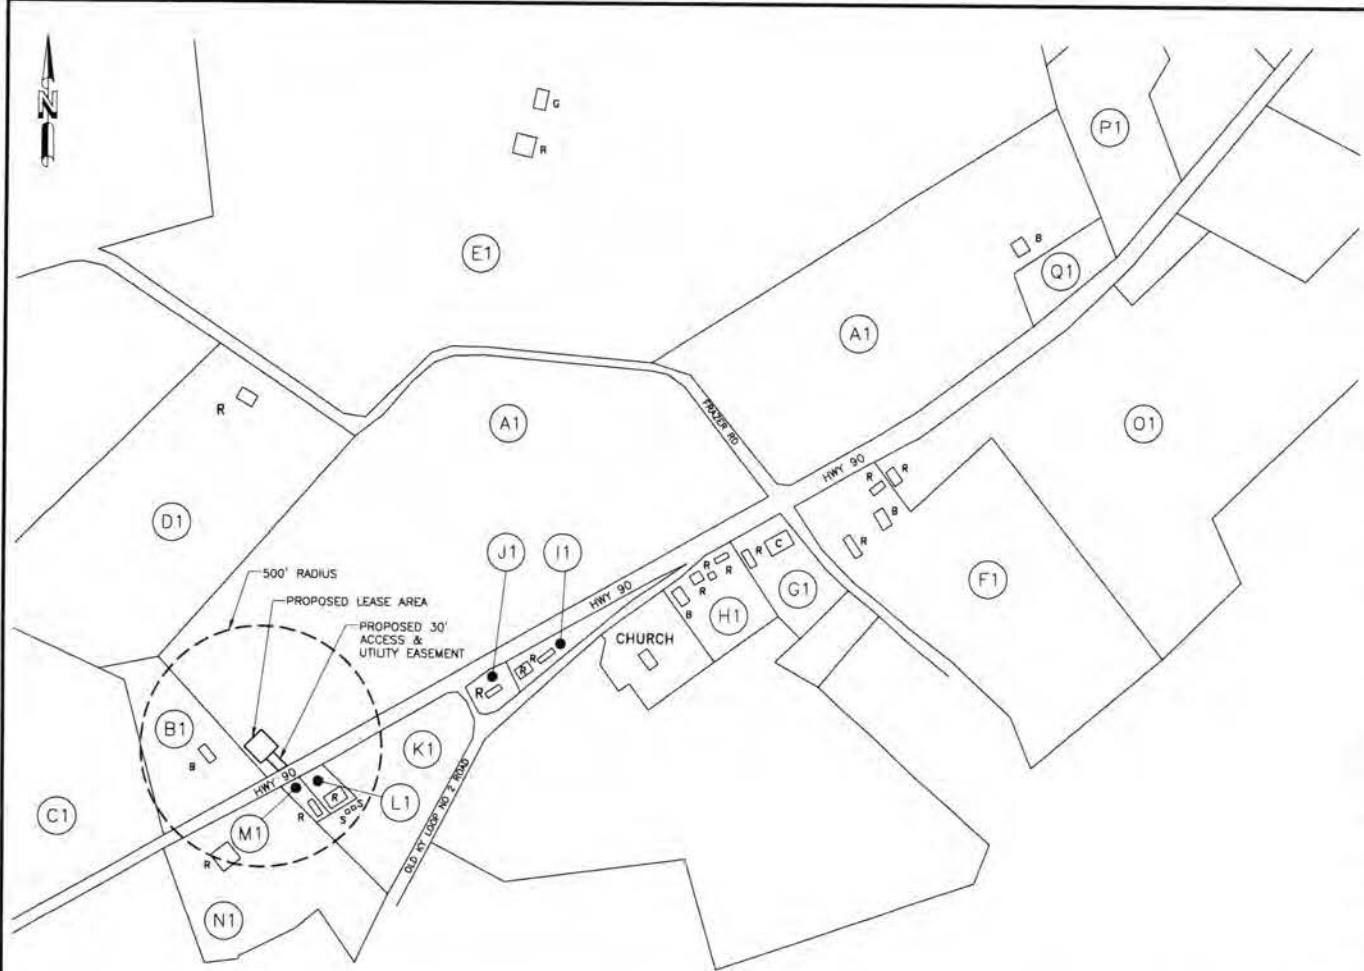 N
G
R
P1
E1
B
Q1
A1
R
A1
FRAZER RD
O1
HWY 90
R
R
D1
B
J1
I1
C
R
R
R
R
F1
500' RADIUS
G1
PROPOSED LEASE AREA
HWY 90
R
B
H1
PROPOSED 30'
ACCESS &
UTILITY EASEMENT
CHURCH
R
R
R
B1
K1
B
HWY 90
OLD KY LOOP NO 2 ROAD
C1
L1
R
S
S
R
M1
R
N1